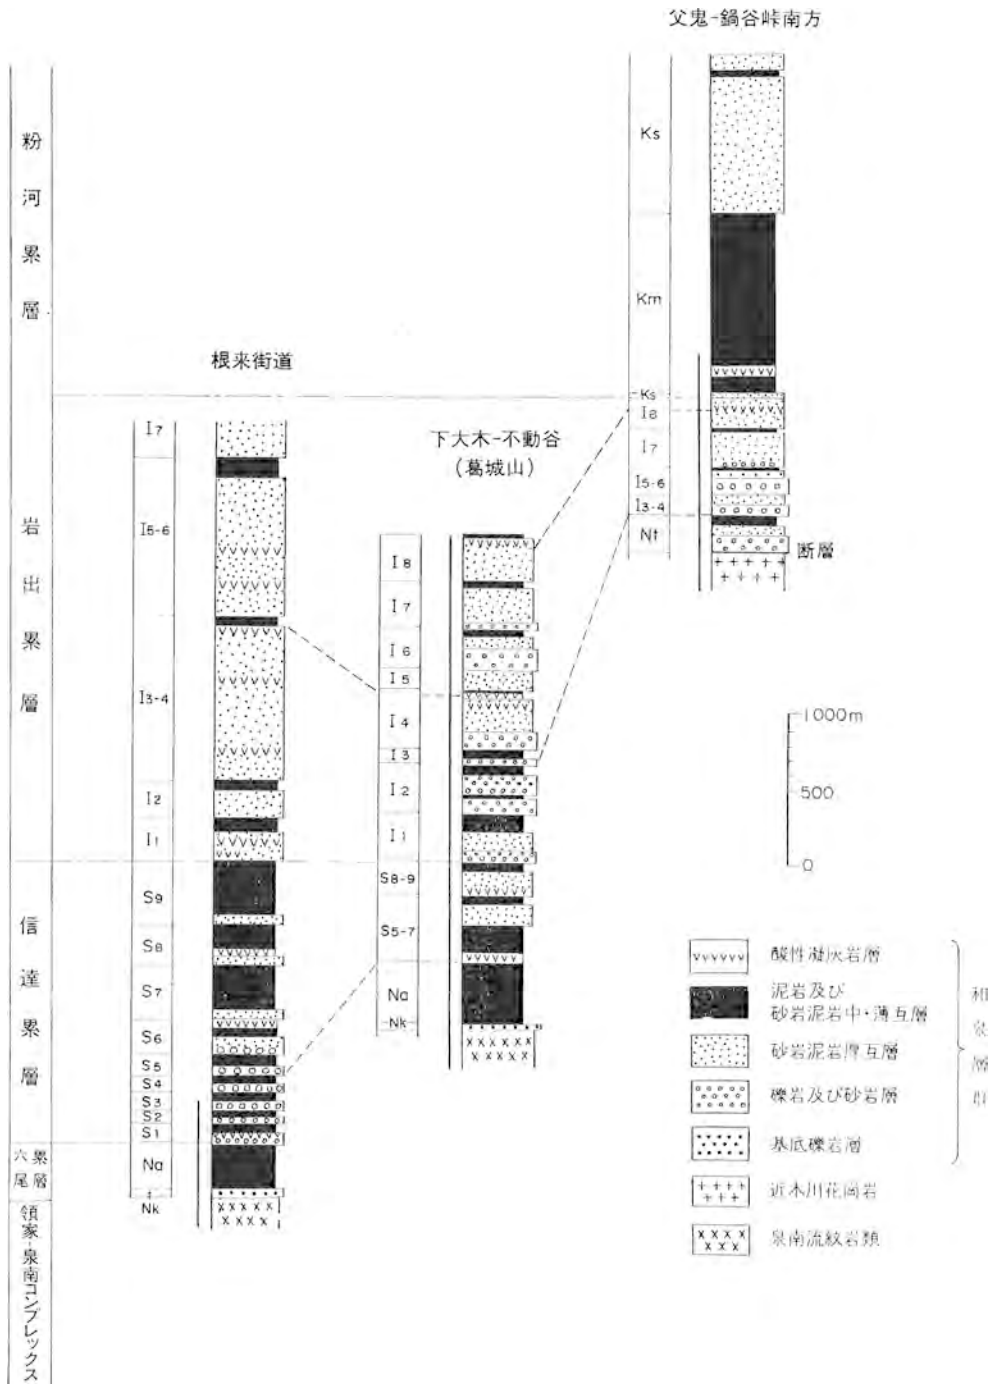 父鬼-鍋谷峠南方
粉河累層
岩出累層
信達累層
六尾累層
領家-泉南コンプレックス
根来街道
I7
I5-6
I3-4
I2
I1
S9
S8
S7
S6
S5
S4
S3
S2
S1
Na
Nk
下大木-不動谷
(葛城山)
I8
I7
I6
I5
I4
I3
I2
I1
S8-9
S5-7
Na
Nk
Ks
Km
Ks
I8
I7
I5-6
I3-4
Nt
断層
1000m
500
0
酸性凝灰岩層
泥岩及び
砂岩泥岩中・薄互層
砂岩泥岩厚互層
礫岩及び砂岩層
基底礫岩層
近木川花崗岩
泉南流紋岩類
和泉層群